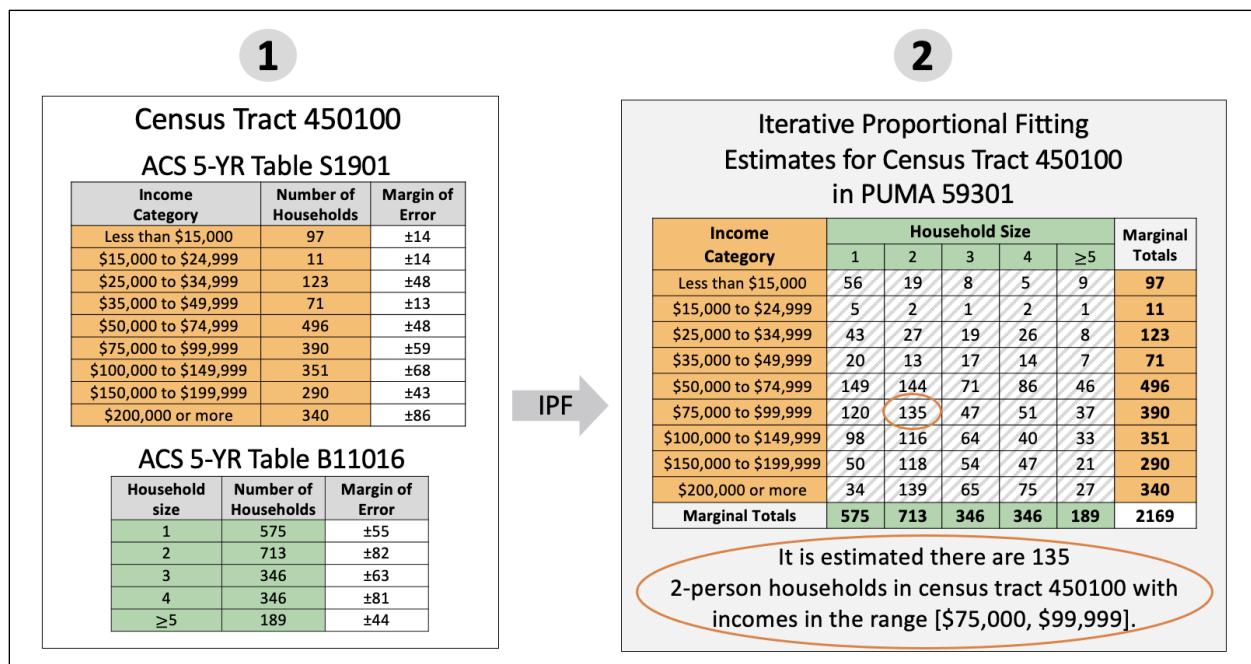 1
Census Tract 450100
ACS 5-YR Table S1901
Income Category Number of Households Margin of Error
Less than $15,000 97 ±14
$15,000 to $24,999 11 ±14
$25,000 to $34,999 123 ±48
$35,000 to $49,999 71 ±13
$50,000 to $74,999 496 ±48
$75,000 to $99,999 390 ±59
$100,000 to $149,999 351 ±68
$150,000 to $199,999 290 ±43
$200,000 or more 340 ±86
ACS 5-YR Table B11016
Household size Number of Households Margin of Error
1 575 ±55
2 713 ±82
3 346 ±63
4 346 ±81
≥5 189 ±44
IPF
2
Iterative Proportional Fitting
Estimates for Census Tract 450100
in PUMA 59301
Income Category Household Size Marginal Totals
1 2 3 4 ≥5
Less than $15,000 56 19 8 5 9 97
$15,000 to $24,999 5 2 1 2 1 11
$25,000 to $34,999 43 27 19 26 8 123
$35,000 to $49,999 20 13 17 14 7 71
$50,000 to $74,999 149 144 71 86 46 496
$75,000 to $99,999 120 135 47 51 37 390
$100,000 to $149,999 98 116 64 40 33 351
$150,000 to $199,999 50 118 54 47 21 290
$200,000 or more 34 139 65 75 27 340
Marginal Totals 575 713 346 346 189 2169
It is estimated there are 135
2-person households in census tract 450100 with
incomes in the range [$75,000, $99,999].